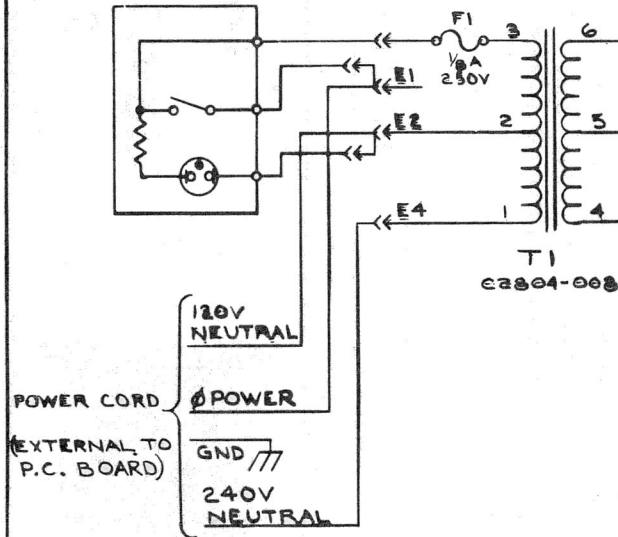 F1
1/8A
250V
3
6
E1
E2
2
5
E4
1
4
T1
C2804-008
120V
NEUTRAL
POWER CORD
ØPOWER
(EXTERNAL TO
P.C. BOARD)
GND
240V
NEUTRAL